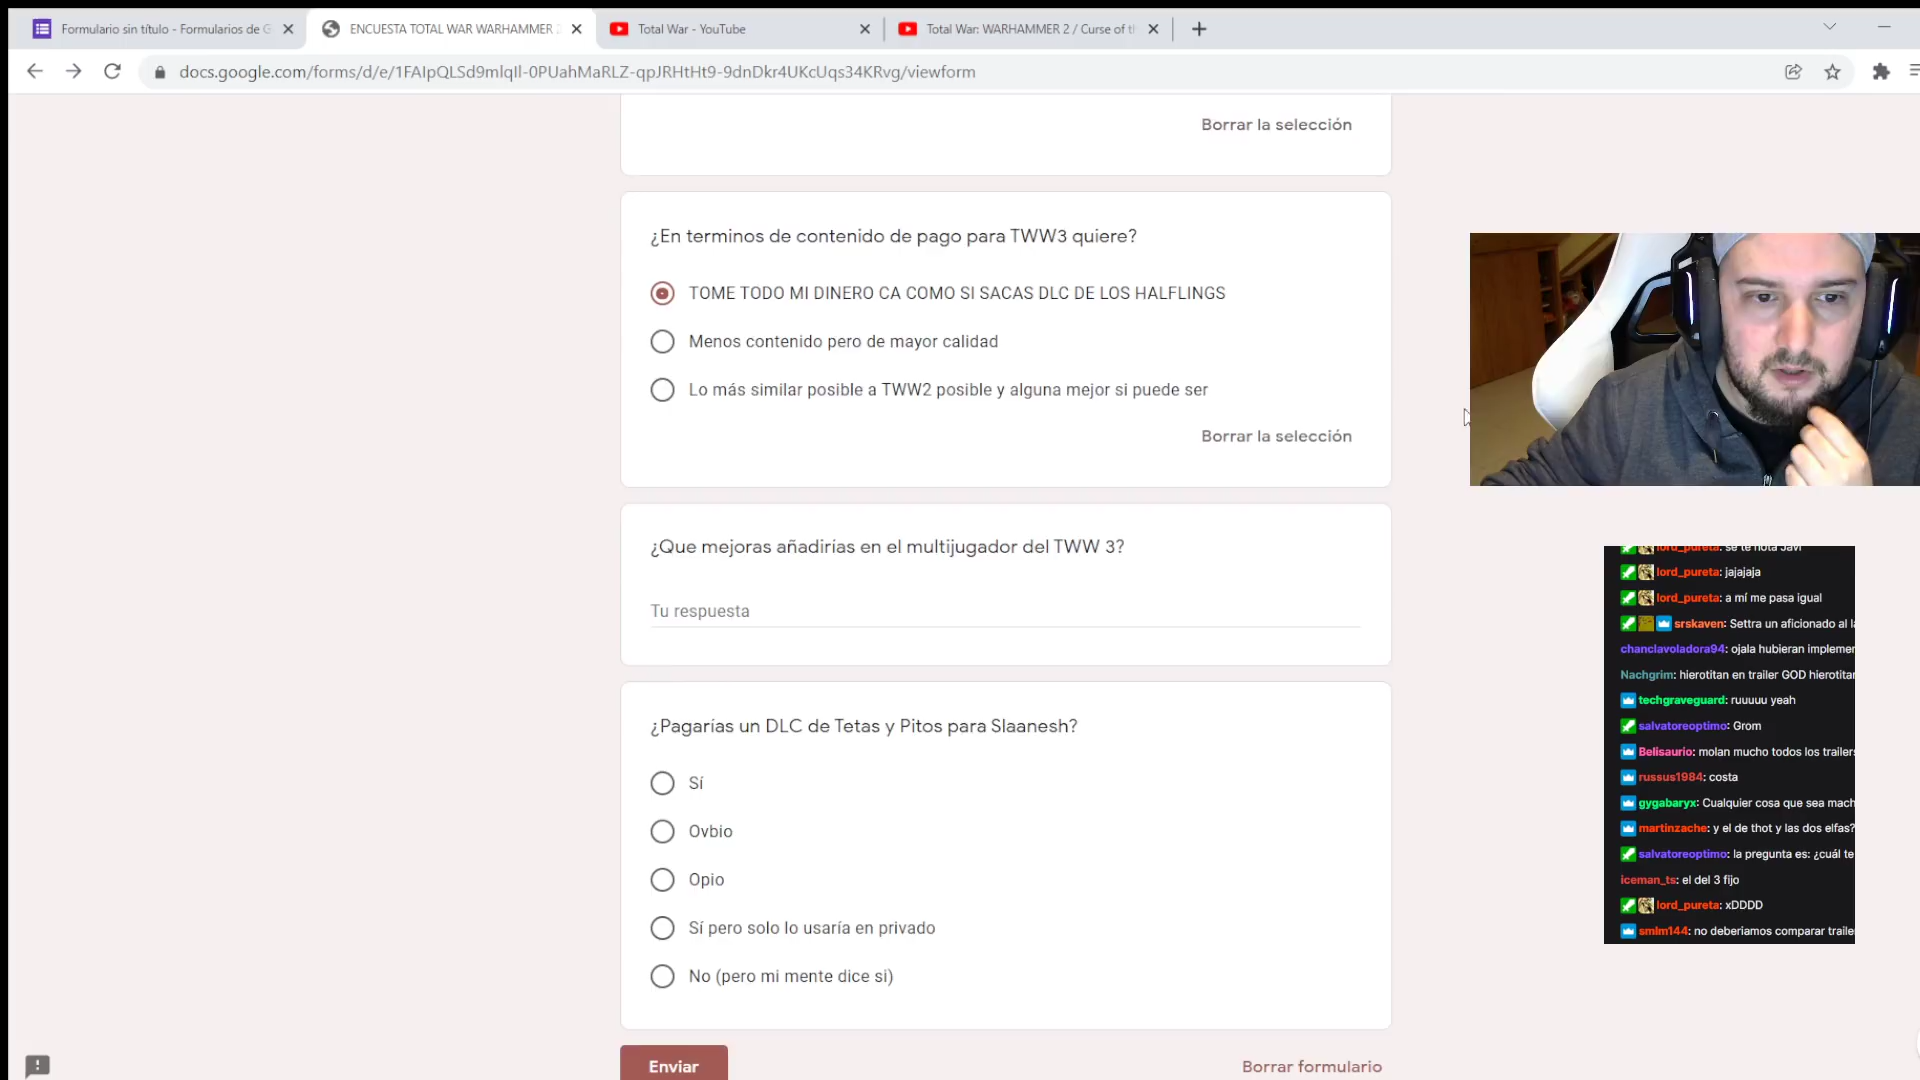 Formulario sin título - Formularios de G
ENCUESTA TOTAL WAR WARHAMMER
Total War - YouTube
Total War: WARHAMMER 2 / Curse of th
docs.google.com/forms/d/e/1FAIpQLSd9mlqIl-0PUahMaRLZ-qpJRHtHt9-9dnDkr4UKcUqs34KRvg/viewform
Borrar la selección
¿En terminos de contenido de pago para TWW3 quiere?
TOME TODO MI DINERO CA COMO SI SACAS DLC DE LOS HALFLINGS
Menos contenido pero de mayor calidad
Lo más similar posible a TWW2 posible y alguna mejor si puede ser
Borrar la selección
¿Que mejoras añadirias en el multijugador del TWW 3?
Tu respuesta
¿Pagarías un DLC de Tetas y Pitos para Slaanesh?
Sí
Ovbio
Opio
Sí pero solo lo usaría en privado
No (pero mi mente dice si)
Enviar
Borrar formulario
lord_pureta: se te nota Javi
lord_pureta: jajajaja
lord_pureta: a mí me pasa igual
srskaven: Settra un aficionado al l
chanclavoladora94: ojala hubieran implemen
Nachgrim: hierotitan en trailer GOD hierotitan
techgraveguard: ruuuuu yeah
salvatoreoptimo: Grom
Belisaurio: molan mucho todos los trailers
russus1984: costa
gygabaryx: Cualquier cosa que sea mach
martinzache: y el de thot y las dos elfas?
salvatoreoptimo: la pregunta es: ¿cuál te
iceman_ts: el del 3 fijo
lord_pureta: xDDDD
smlm144: no deberiamos comparar traile